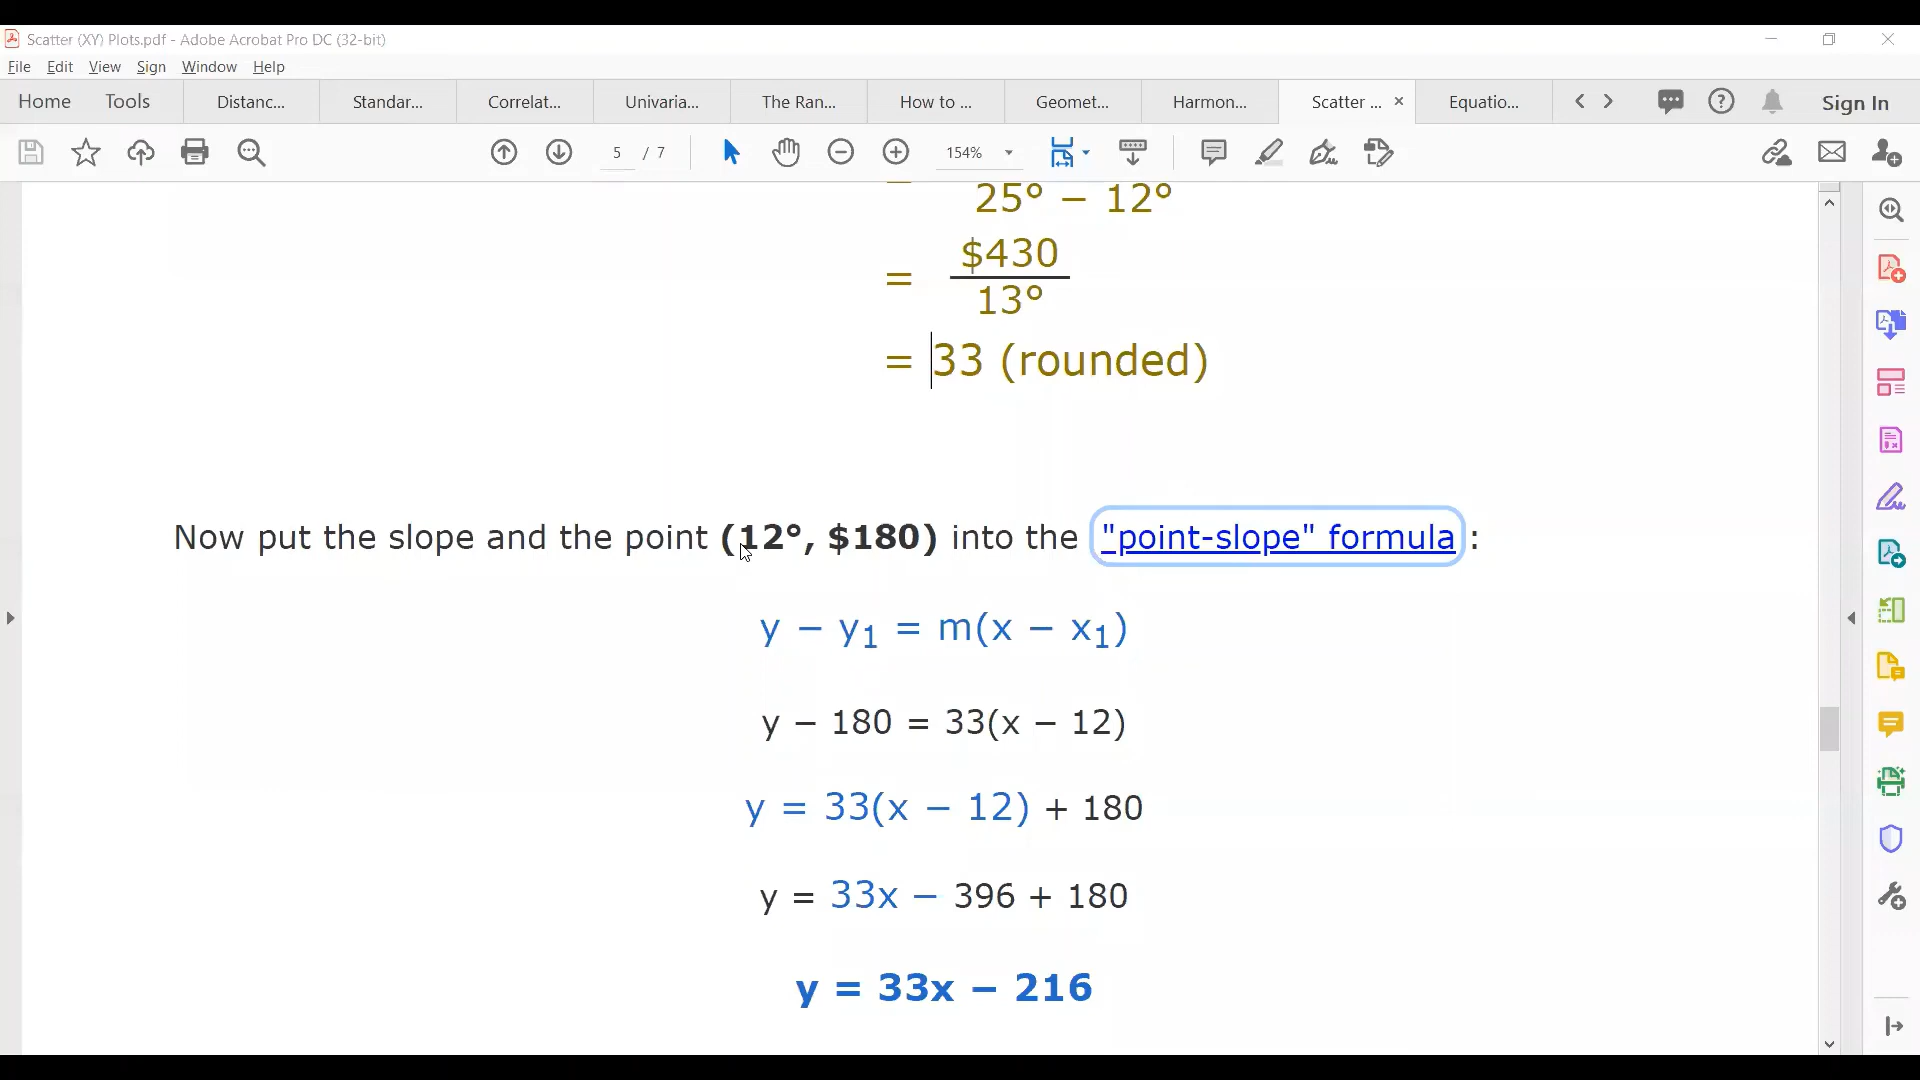 Scatter (XY) Plots.pdf - Adobe Acrobat Pro DC (32-bit)
File Edit View Sign Window Help
Home Tools Distanc... Standar... Correlat... Univaria... The Ran... How to ... Geomet... Harmon... Scatter ... × Equatio... Sign In
5 / 7 154%
=
25° − 12°
$430
=
13°
= 33 (rounded)
Now put the slope and the point (12°, $180) into the "point-slope" formula :
y − y₁ = m(x − x₁)
y − 180 = 33(x − 12)
y = 33(x − 12) + 180
y = 33x − 396 + 180
y = 33x − 216